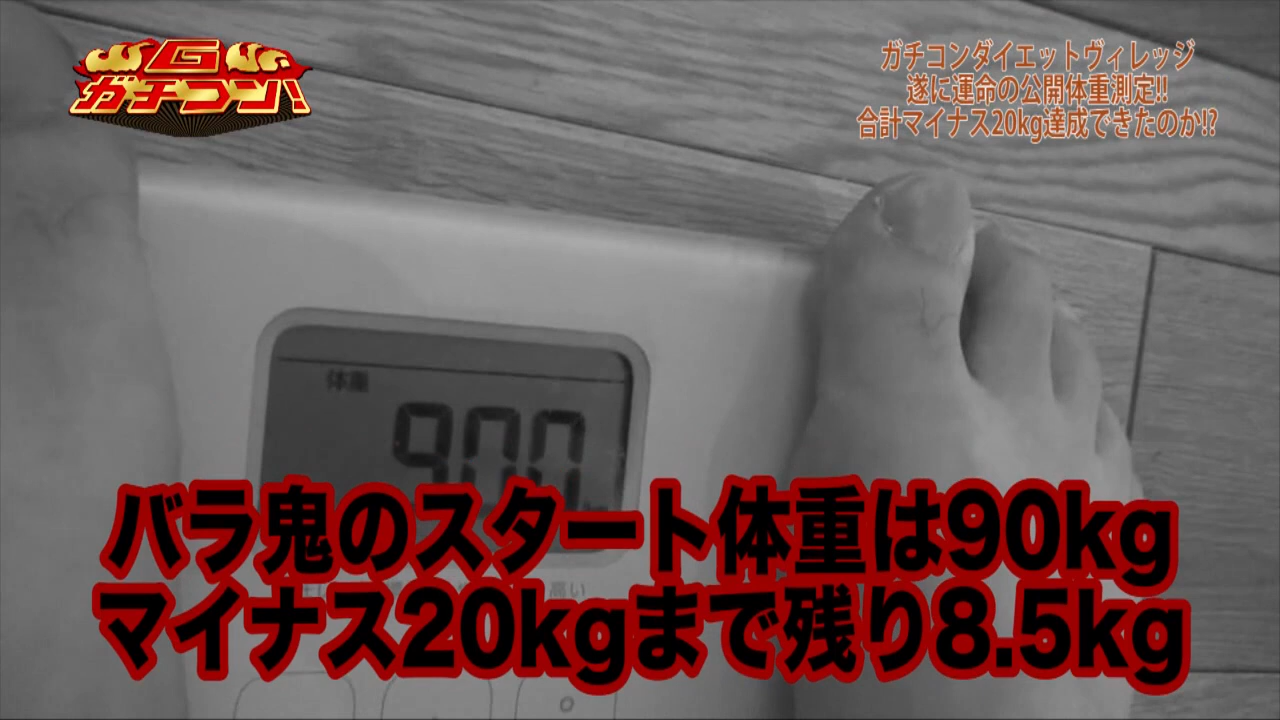 G
ガチコン!
ガチコンダイエットヴィレッジ
遂に運命の公開体重測定!!
合計マイナス20kg達成できたのか!?
体重
900
バラ鬼のスタート体重は90kg
高い
マイナス20kgまで残り8.5kg